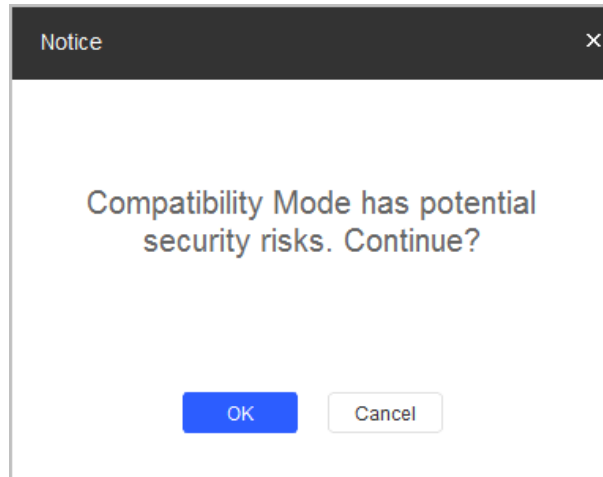 Notice
Compatibility Mode has potential
security risks. Continue?
OK
Cancel